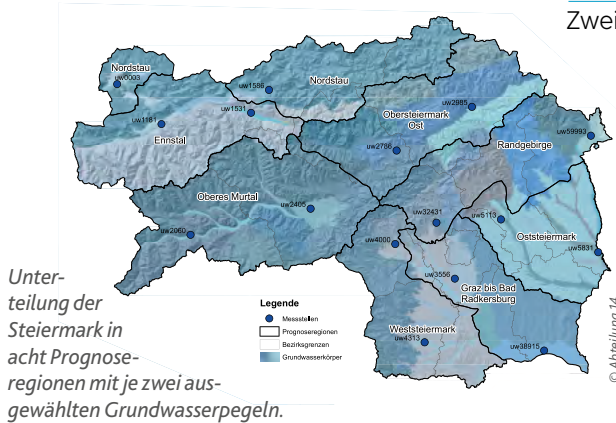 Zwei
Nordstau
uw0003
uw1586
Nordstau
uw1531
uw1181
Ennstal
uw2985
Obersteiermark
Ost
uw2786
uw59993
Randgebirge
Oberes Murtal
uw2405
uw2060
uw32431
uw5113
uw4000
Oststeiermark
uw5831
uw3556
Graz bis Bad
Radkersburg
Weststeiermark
uw4313
uw38915
Legende
Messstellen
Prognoseregionen
Bezirksgrenzen
Grundwasserkörper
Unter-
teilung der
Steiermark in
acht Prognose-
regionen mit je zwei aus-
gewählten Grundwasserpegeln.
© Abteilung 14